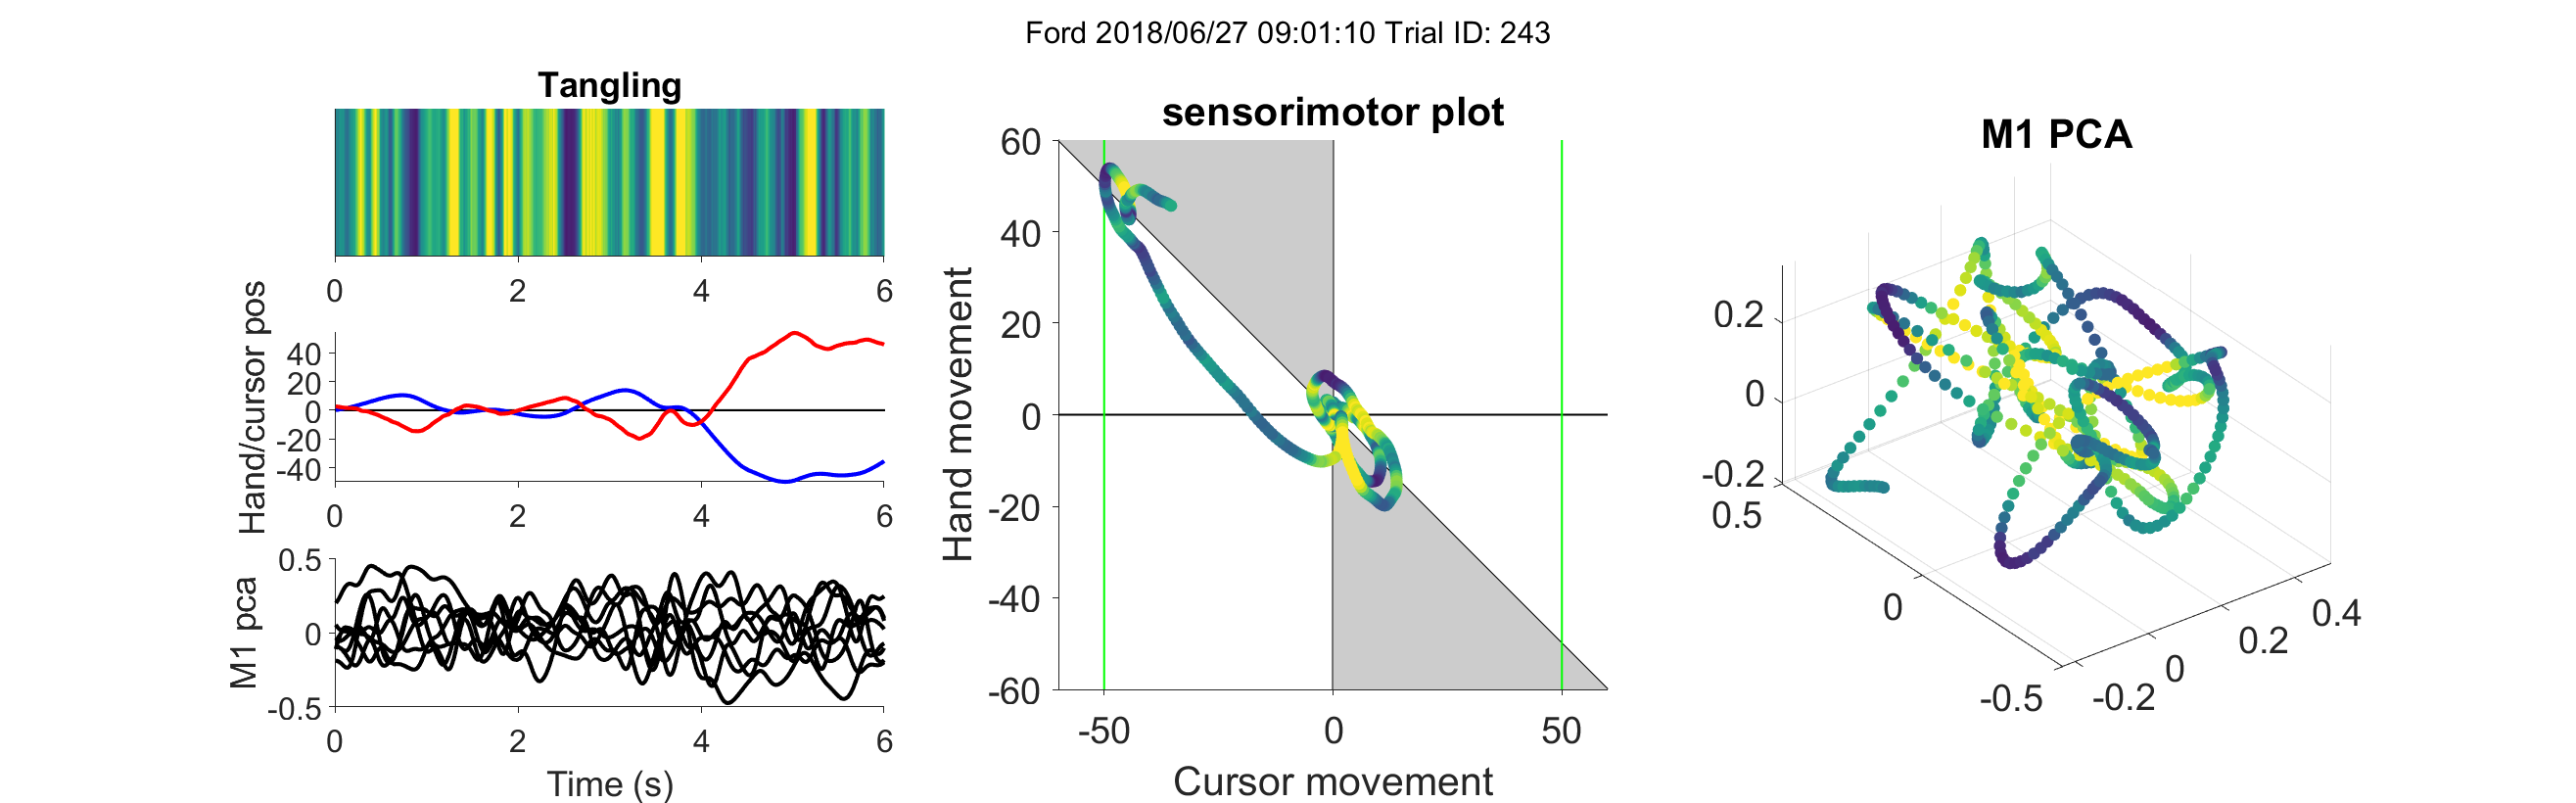 Ford 2018/06/27 09:01:10 Trial ID: 243
Tangling
0 2 4 6
Hand/cursor pos
40
20
0
-20
-40
0 2 4 6
M1 pca
0.5
0
-0.5
0 2 4 6
Time (s)
sensorimotor plot
Hand movement
60
40
20
0
-20
-40
-60
-50 0 50
Cursor movement
M1 PCA
0.2
0
-0.2
0.5
0
-0.5
-0.2
0
0.2
0.4